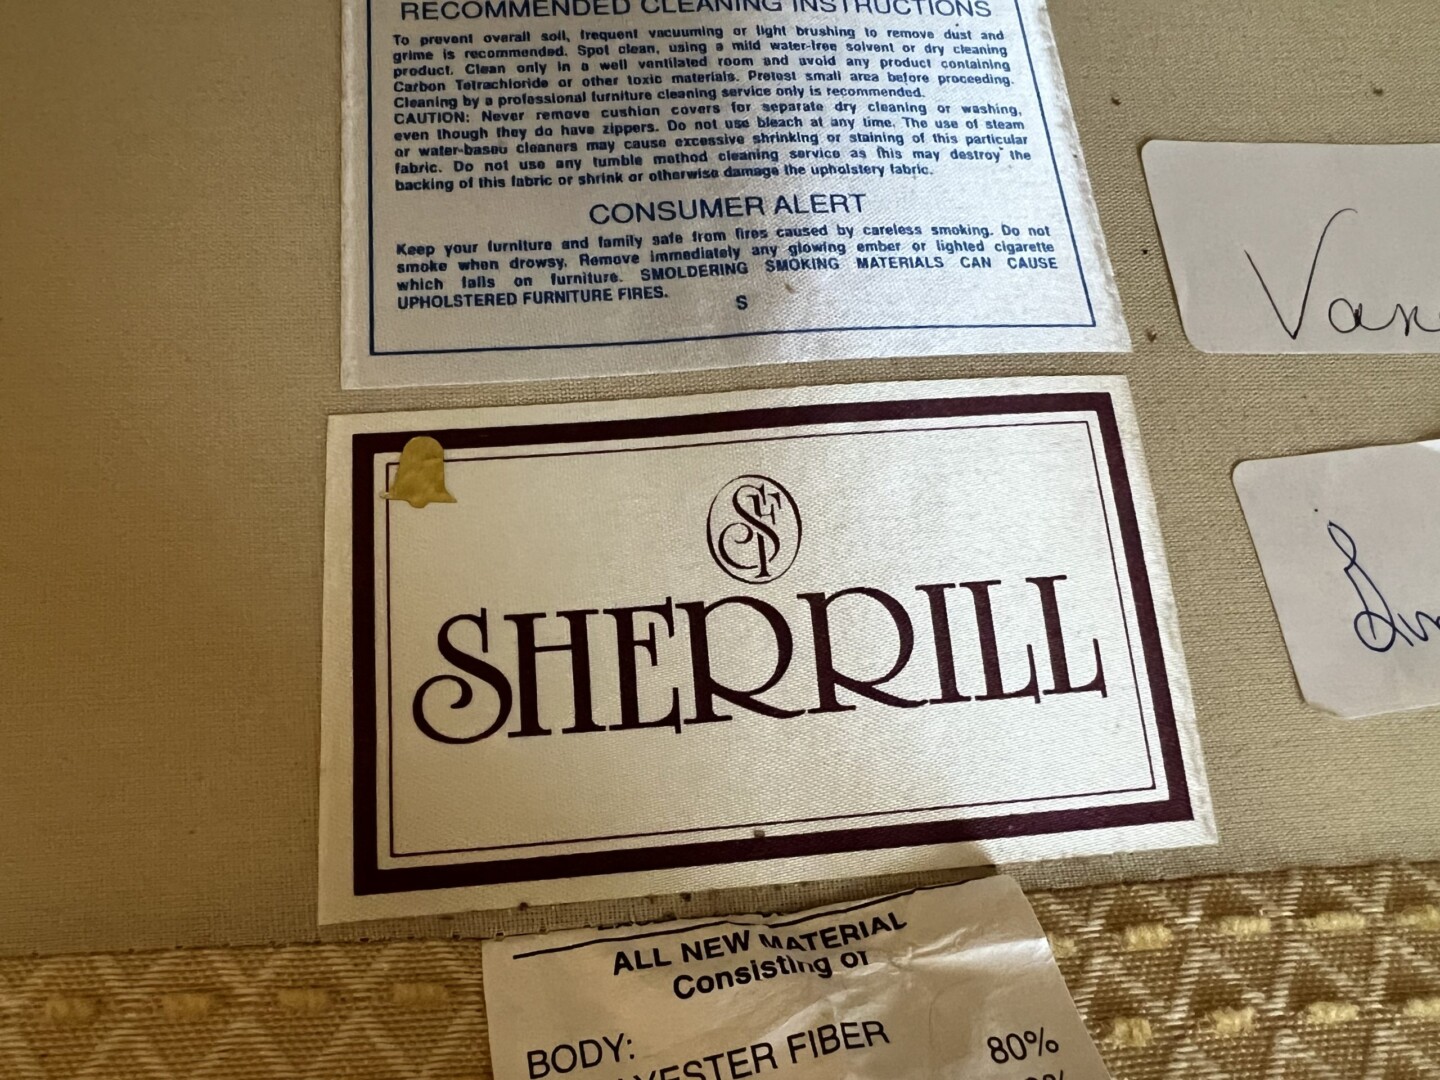 RECOMMENDED CLEANING INSTRUCTIONS
To prevent overall soil, frequent vacuuming or light brushing to remove dust and
grime is recommended. Spot clean, using a mild water-free solvent or dry cleaning
product. Clean only in a well ventilated room and avoid any product containing
Carbon Tetrachloride or other toxic materials. Pretest small area before proceeding.
Cleaning by a professional furniture cleaning service only is recommended.
CAUTION: Never remove cushion covers for separate dry cleaning or washing,
even though they do have zippers. Do not use bleach at any time. The use of steam
or water-based cleaners may cause excessive shrinking or staining of this particular
fabric. Do not use any tumble method cleaning service as this may destroy the
backing of this fabric or shrink or otherwise damage the upholstery fabric.
CONSUMER ALERT
Keep your furniture and family safe from fires caused by careless smoking. Do not
smoke when drowsy. Remove immediately any glowing ember or lighted cigarette
which falls on furniture. SMOLDERING SMOKING MATERIALS CAN CAUSE
UPHOLSTERED FURNITURE FIRES.
S
Van
SF
SHERRILL
ALL NEW MATERIAL
Consisting of
BODY:
YESTER FIBER 80%